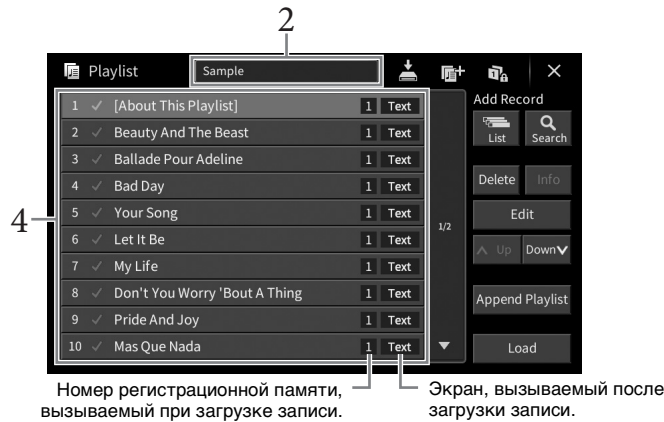 2
Playlist
Sample
Add Record
1 ✓ [About This Playlist] 1 Text
List
Search
2 ✓ Beauty And The Beast 1 Text
3 ✓ Ballade Pour Adeline 1 Text
4 ✓ Bad Day 1 Text
Delete
Info
4
5 ✓ Your Song 1 Text
1/2
Edit
6 ✓ Let It Be 1 Text
Up
Down
7 ✓ My Life 1 Text
8 ✓ Don't You Worry 'Bout A Thing 1 Text
Append Playlist
9 ✓ Pride And Joy 1 Text
10 ✓ Mas Que Nada 1 Text
Load
Номер регистрационной памяти,
вызываемый при загрузке записи.
Экран, вызываемый после
загрузки записи.